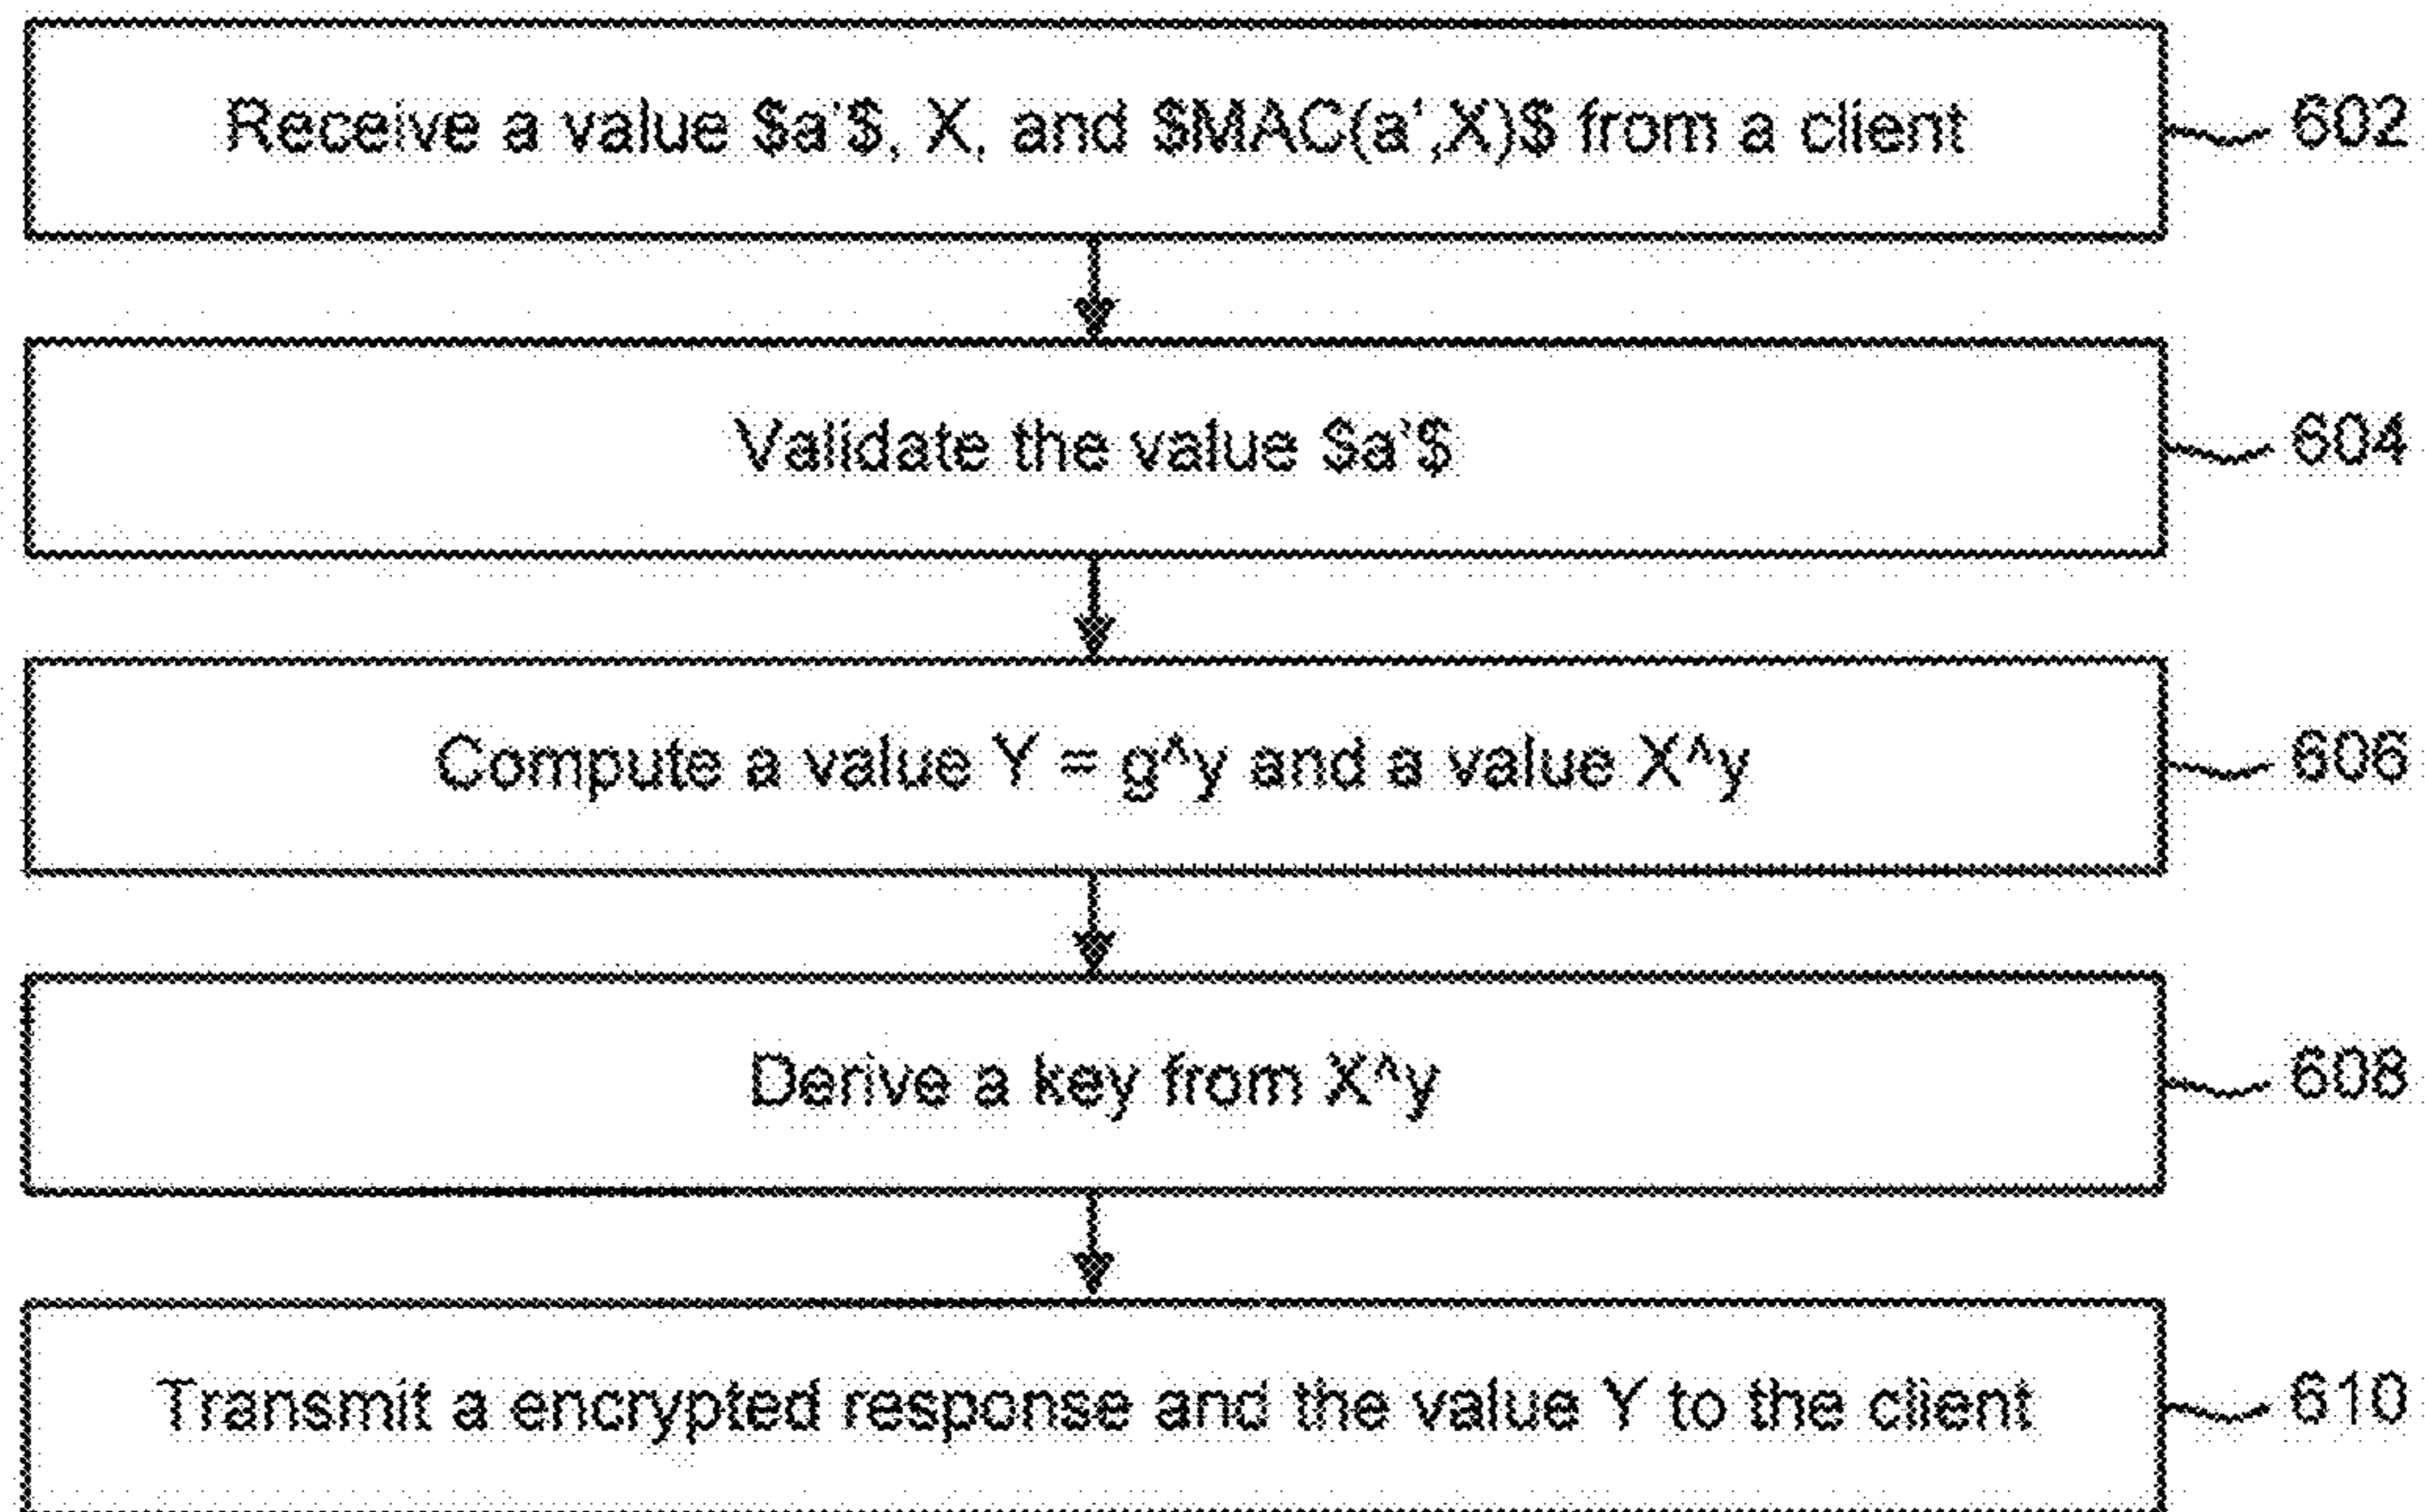 Receive a value $a'$, X, and $MAC(a',X)$ from a client
602
Validate the value $a'$
604
Compute a value Y = g^y and a value X^y
606
Derive a key from X^y
608
Transmit a encrypted response and the value Y to the client
610